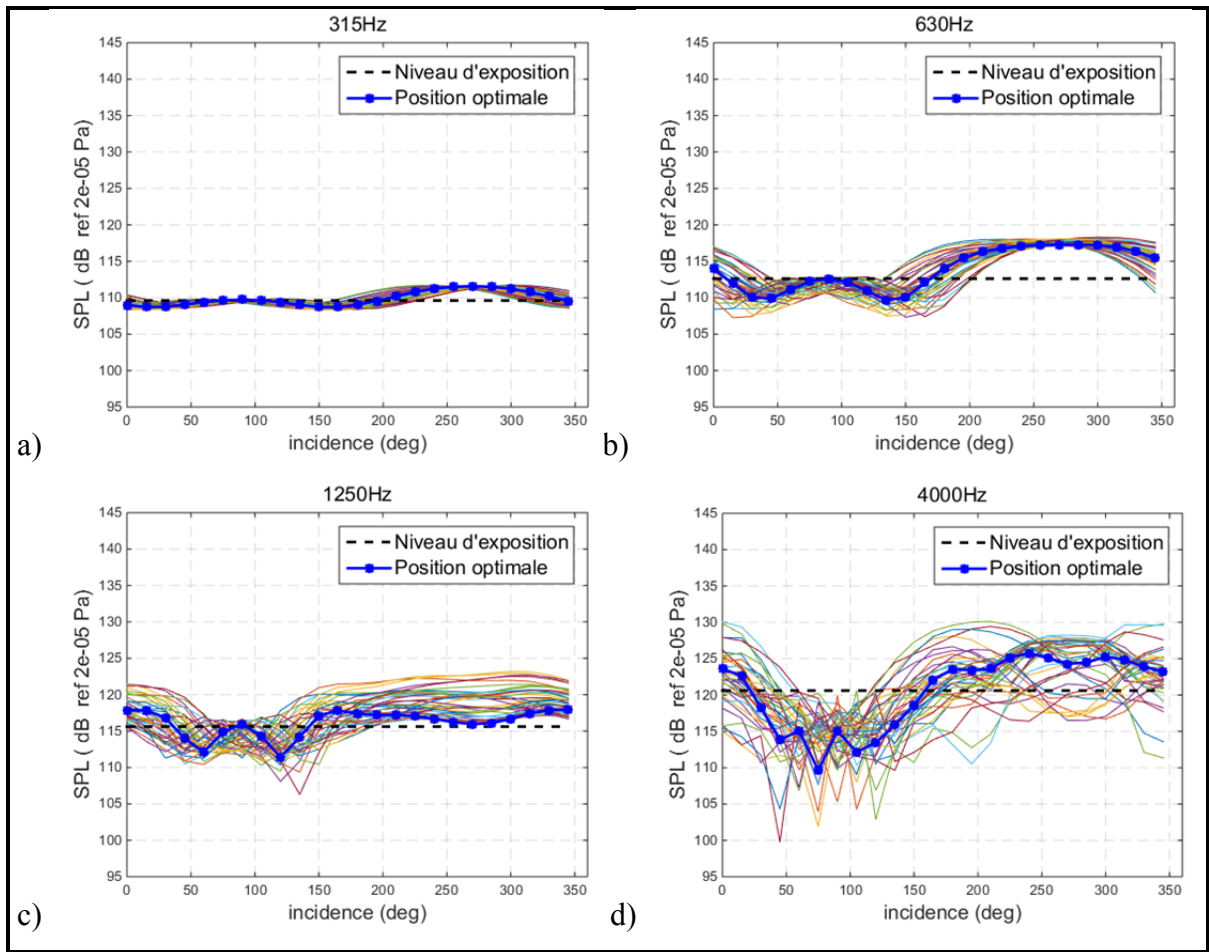 315Hz
145
140
135
130
125
120
115
110
105
100
95
SPL ( dB ref 2e-05 Pa)
Niveau d'exposition
Position optimale
0 50 100 150 200 250 300 350
incidence (deg)
a)
630Hz
145
140
135
130
125
120
115
110
105
100
95
SPL ( dB ref 2e-05 Pa)
Niveau d'exposition
Position optimale
0 50 100 150 200 250 300 350
incidence (deg)
b)
1250Hz
145
140
135
130
125
120
115
110
105
100
95
SPL ( dB ref 2e-05 Pa)
Niveau d'exposition
Position optimale
0 50 100 150 200 250 300 350
incidence (deg)
c)
4000Hz
145
140
135
130
125
120
115
110
105
100
95
SPL ( dB ref 2e-05 Pa)
Niveau d'exposition
Position optimale
0 50 100 150 200 250 300 350
incidence (deg)
d)